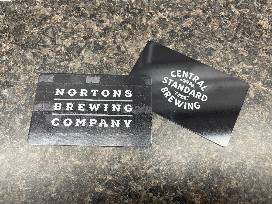 NORTONS
BREWING
COMPANY
CENTRAL
STANDARD
BREWING